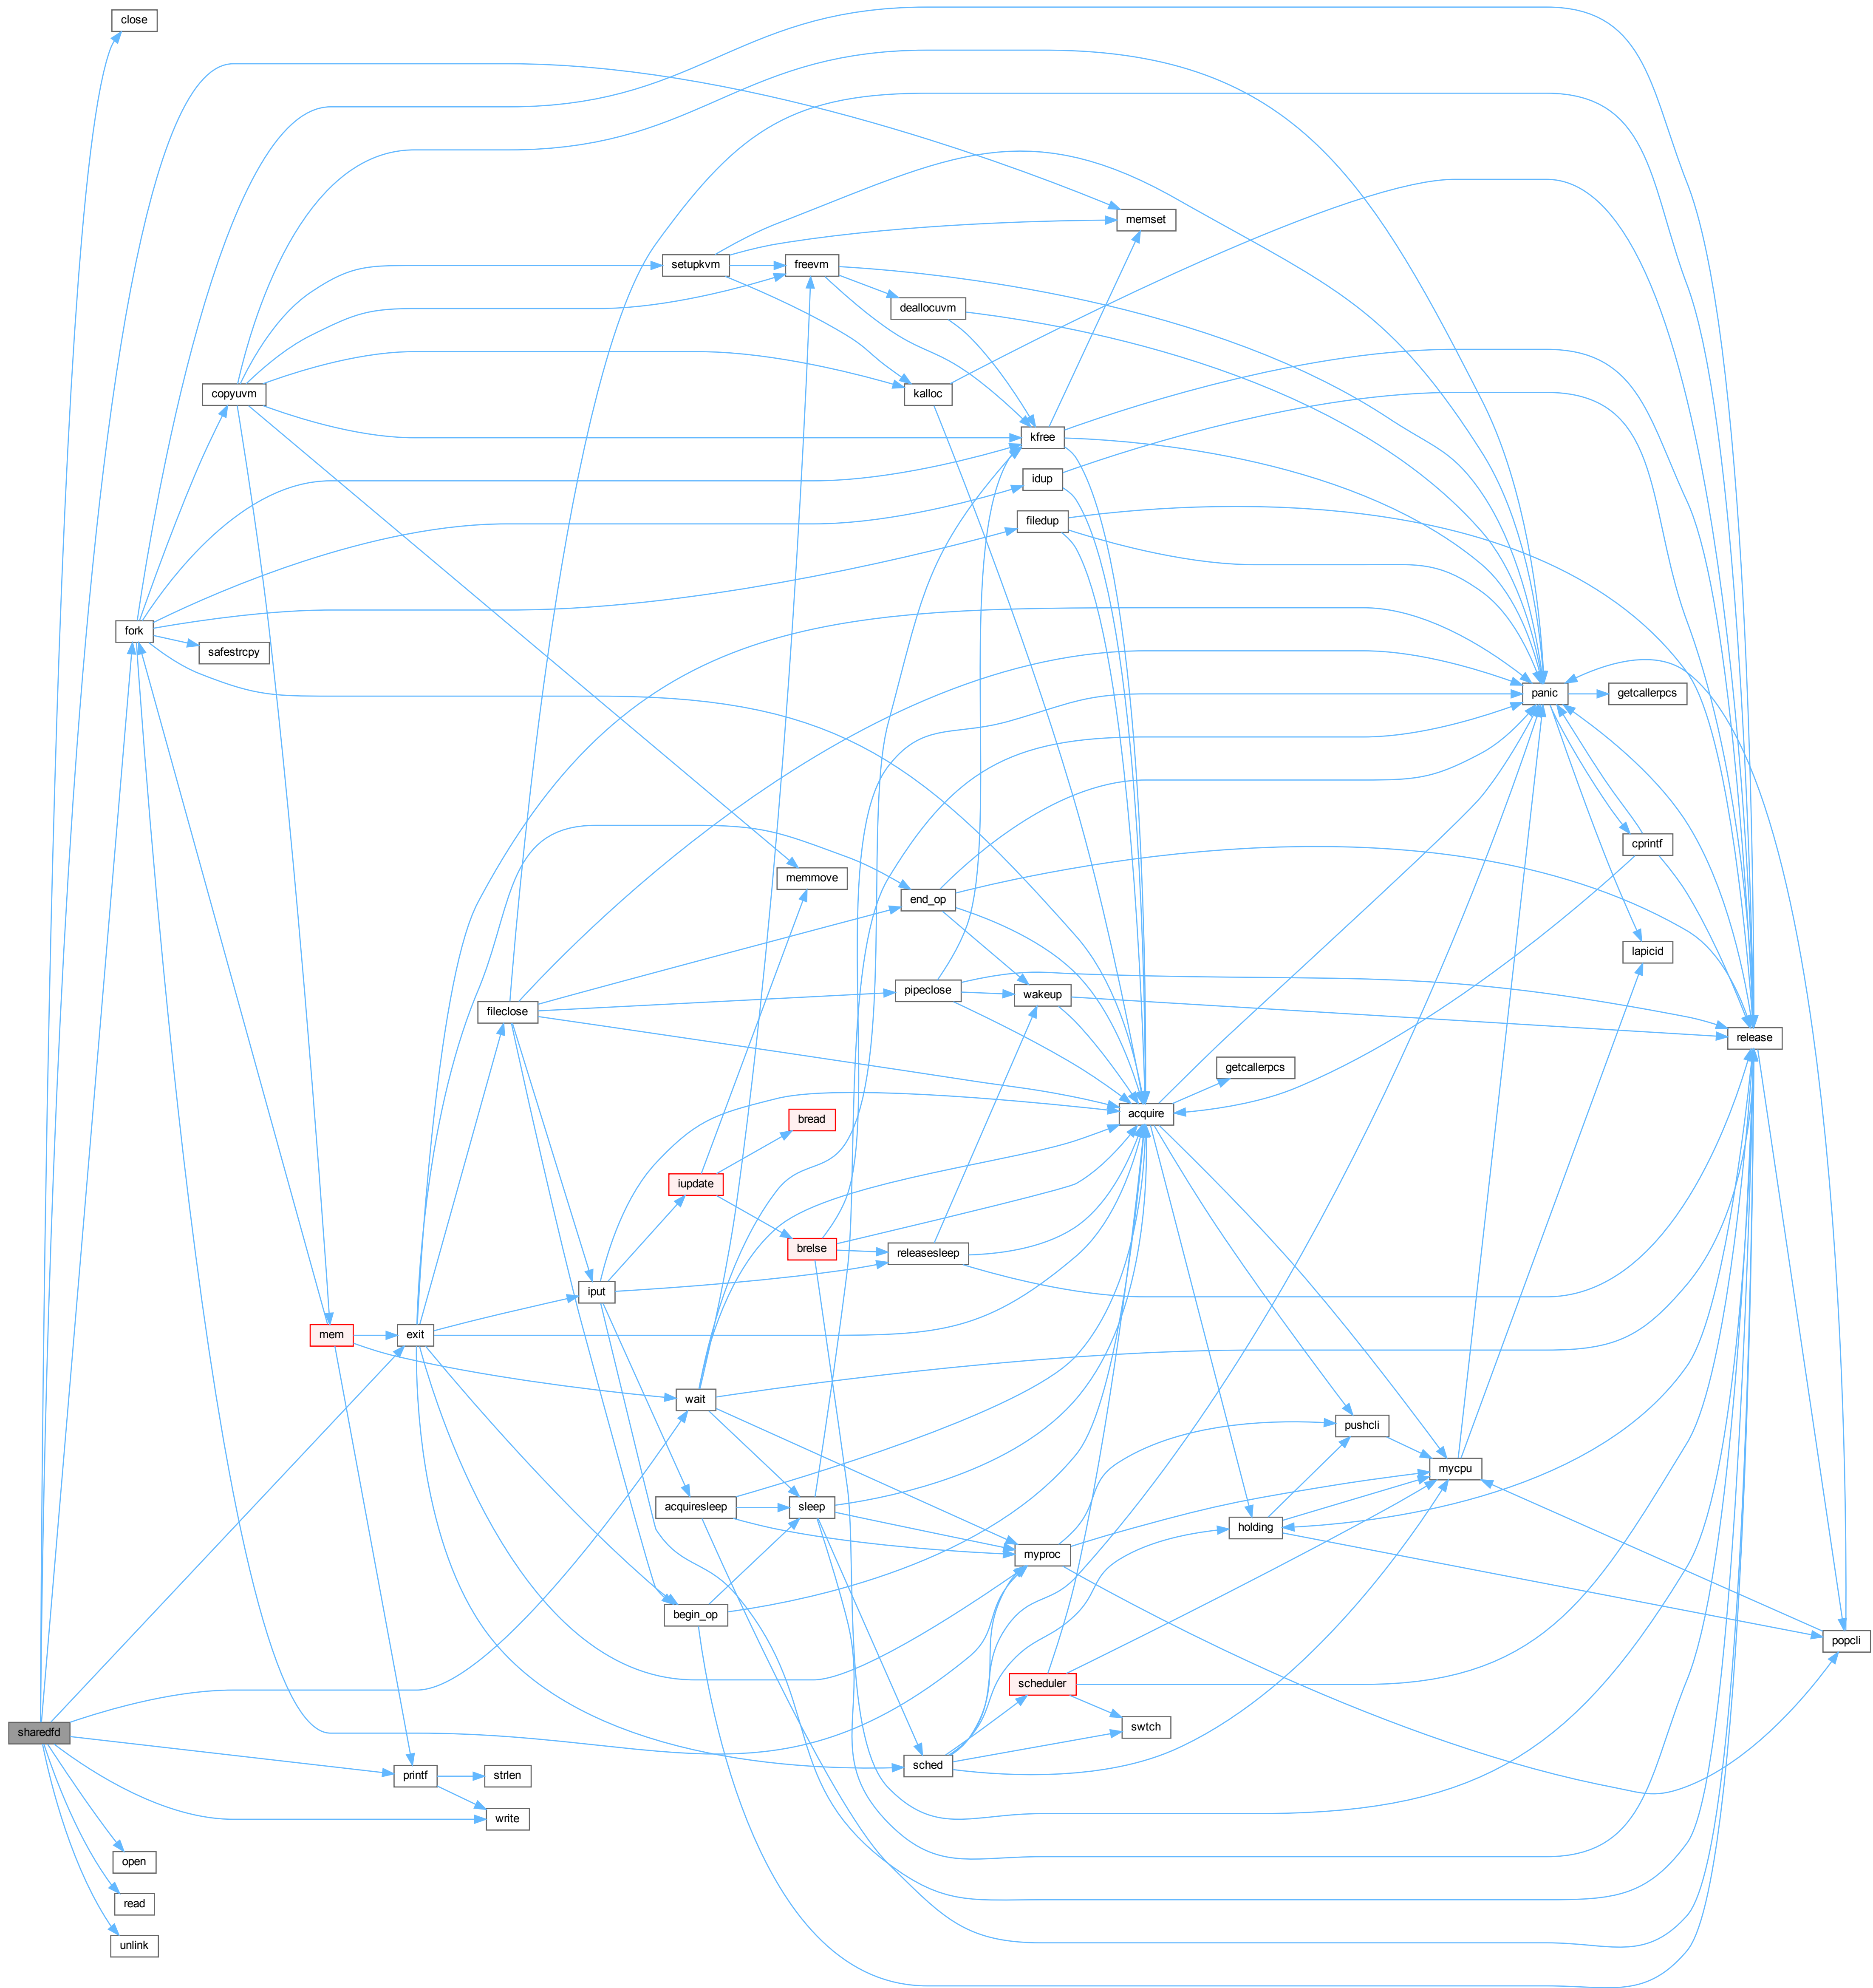 close
memset
setupkvm
freevm
deallocuvm
copyuvm
kalloc
kfree
idup
filedup
fork
safestrcpy
panic
getcallerpcs
cprintf
memmove
end_op
lapicid
pipeclose
wakeup
fileclose
release
getcallerpcs
acquire
bread
iupdate
brelse
releasesleep
iput
mem
exit
wait
pushcli
mycpu
acquiresleep
sleep
holding
myproc
begin_op
popcli
scheduler
swtch
sharedfd
sched
printf
strlen
write
open
read
unlink